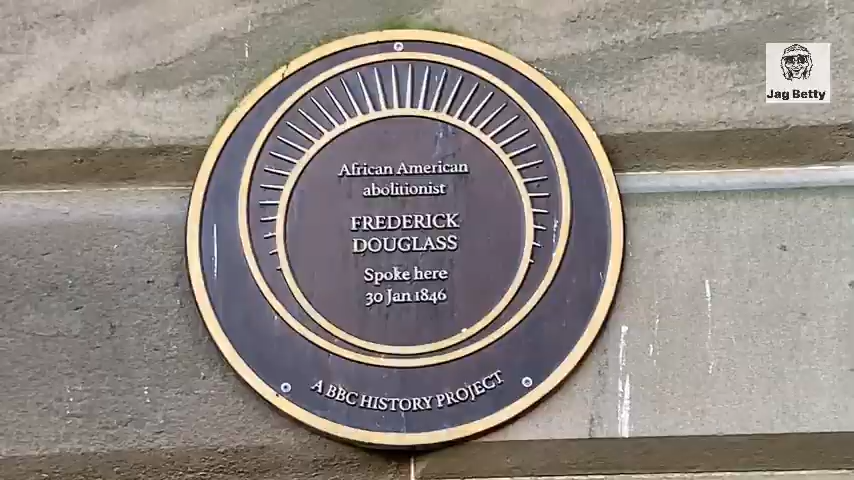 Jag Betty
African American
abolitionist
FREDERICK
DOUGLASS
Spoke here
30 Jan 1846
A BBC HISTORY PROJECT